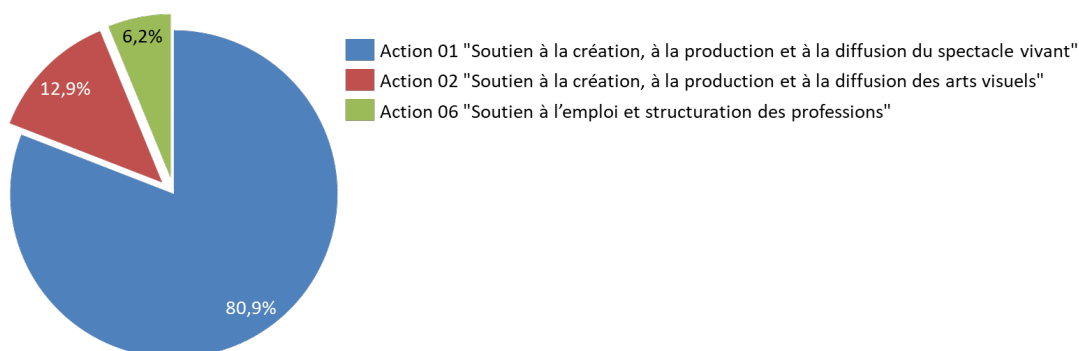 6,2%
12,9%
80,9%
Action 01 "Soutien à la création, à la production et à la diffusion du spectacle vivant"
Action 02 "Soutien à la création, à la production et à la diffusion des arts visuels"
Action 06 "Soutien à l’emploi et structuration des professions"